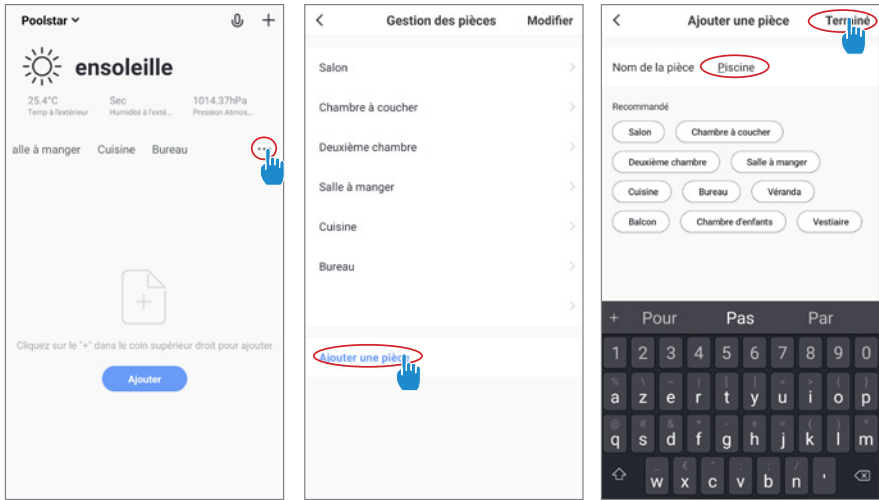 Poolstar
ensoleille
25.4°C Sec 1014.37hPa
Temp à l'extérieur Humidité à l'exté... Pression Atmos...
alle à manger Cuisine Bureau ...
Cliquez sur le "+" dans le coin supérieur droit pour ajouter
Ajouter
Gestion des pièces Modifier
Salon
Chambre à coucher
Deuxième chambre
Salle à manger
Cuisine
Bureau
Ajouter une pièce
Ajouter une pièce Terminé
Nom de la pièce Piscine
Recommandé
Salon Chambre à coucher
Deuxième chambre Salle à manger
Cuisine Bureau Véranda
Balcon Chambre d'enfants Vestiaire
+ Pour Pas Par
1 2 3 4 5 6 7 8 9 0
a z e r t y u i o p
q s d f g h j k l m
w x c v b n '